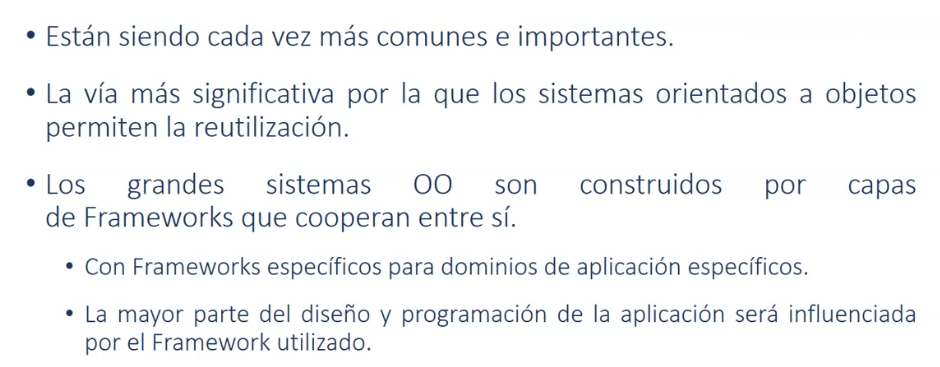 • Están siendo cada vez más comunes e importantes.
• La vía más significativa por la que los sistemas orientados a objetos
permiten la reutilización.
• Los grandes sistemas OO son construidos por capas
de Frameworks que cooperan entre sí.
• Con Frameworks específicos para dominios de aplicación específicos.
• La mayor parte del diseño y programación de la aplicación será influenciada
por el Framework utilizado.